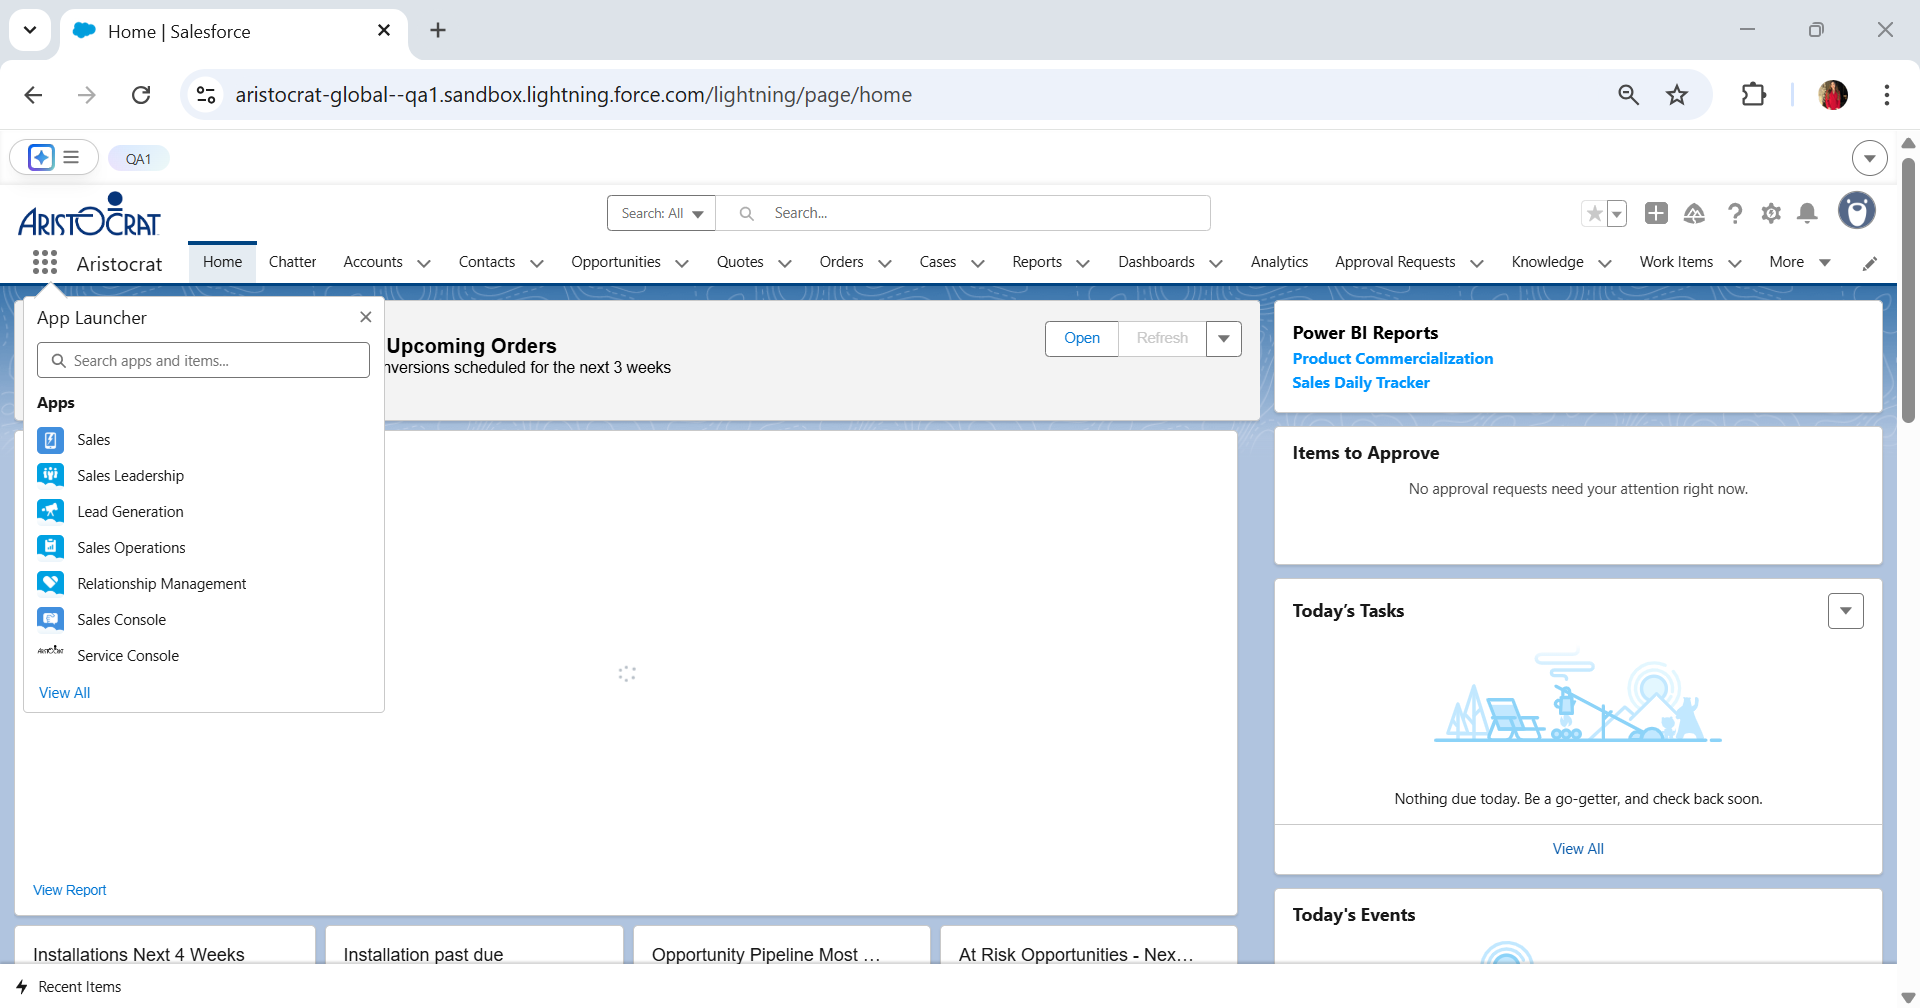 Home | Salesforce
aristocrat-global--qa1.sandbox.lightning.force.com/lightning/page/home
QA1
ARISTOCRAT
Search: All
Search...
Aristocrat
Home
Chatter
Accounts
Contacts
Opportunities
Quotes
Orders
Cases
Reports
Dashboards
Analytics
Approval Requests
Knowledge
Work Items
More
App Launcher
Search apps and items...
Apps
Sales
Sales Leadership
Lead Generation
Sales Operations
Relationship Management
Sales Console
ARISTOCRAT
Service Console
View All
Upcoming Orders
nversions scheduled for the next 3 weeks
Open
Refresh
View Report
Installations Next 4 Weeks
Installation past due
Opportunity Pipeline Most ...
At Risk Opportunities - Nex...
Power BI Reports
Product Commercialization
Sales Daily Tracker
Items to Approve
No approval requests need your attention right now.
Today's Tasks
Nothing due today. Be a go-getter, and check back soon.
View All
Today's Events
Recent Items